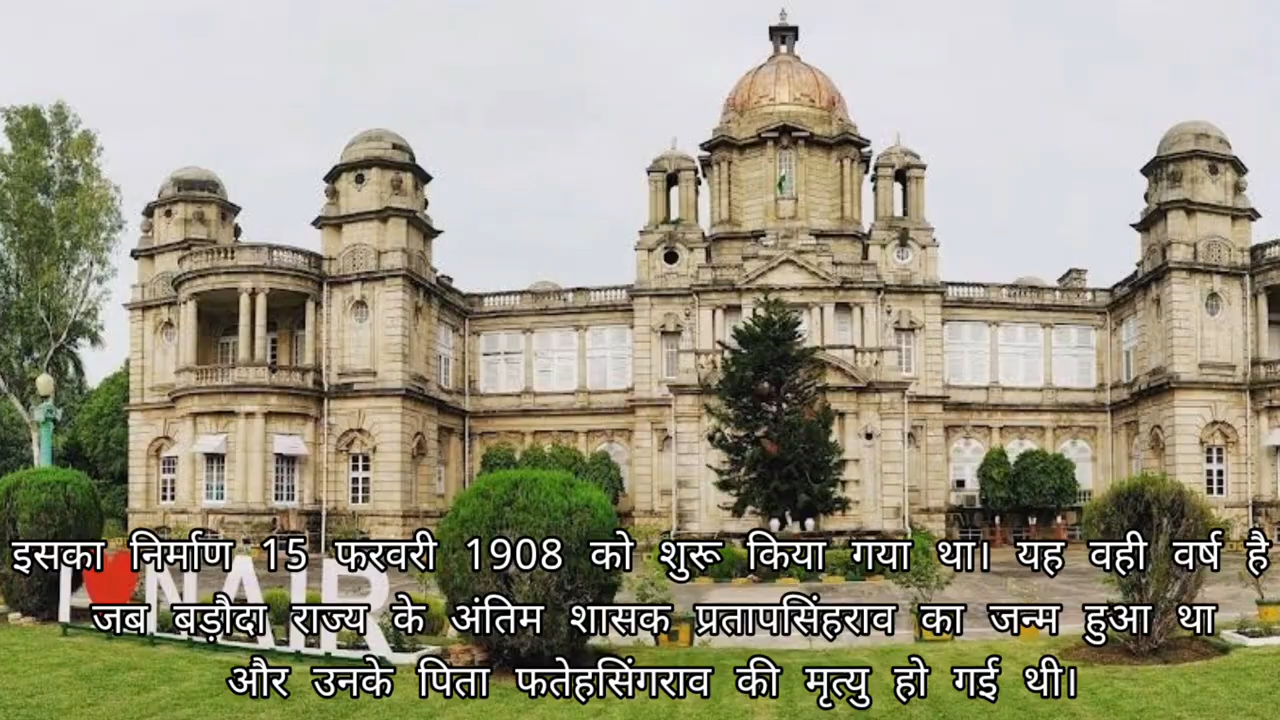 इसका निर्माण 15 फरवरी 1908 को शुरू किया गया था। यह वही वर्ष है
जब बड़ौदा राज्य के अंतिम शासक प्रतापसिंहराव का जन्म हुआ था
और उनके पिता फतेहसिंगराव की मृत्यु हो गई थी।
I ❤ NAIR